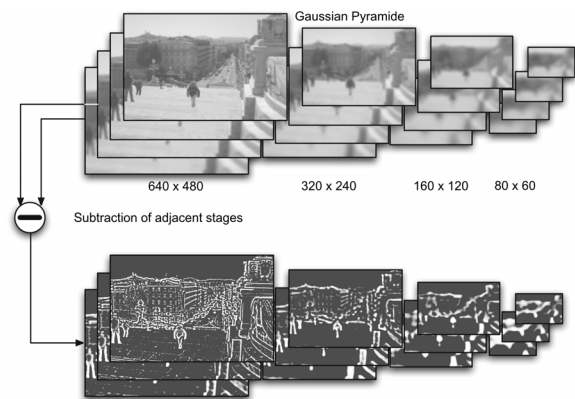 Gaussian Pyramide
640 x 480
320 x 240
160 x 120
80 x 60
Subtraction of adjacent stages